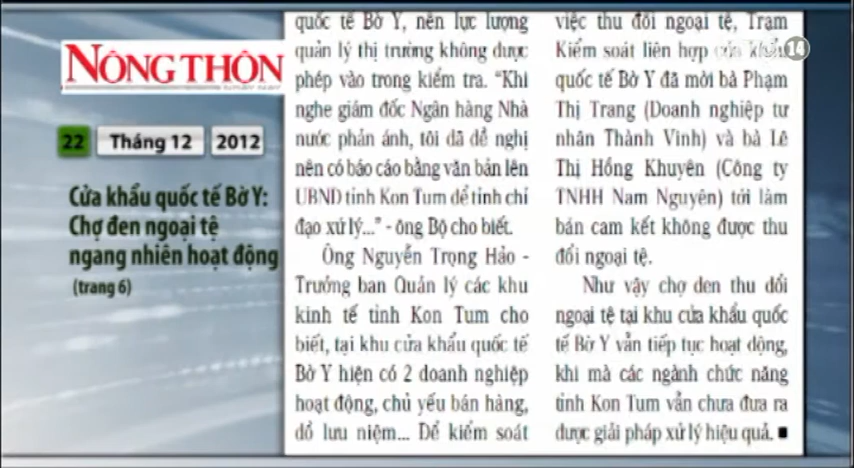 NÔNG THÔN
22 Tháng 12 2012
Cửa khẩu quốc tế Bờ Y:
Chợ đen ngoại tệ
ngang nhiên hoạt động
(trang 6)
quốc tế Bờ Y, nên lực lượng
quản lý thị trường không được
phép vào trong kiểm tra. “Khi
nghe giám đốc Ngân hàng Nhà
nước phản ánh, tôi đã đề nghị
nên có báo cáo bằng văn bản lên
UBND tỉnh Kon Tum để tỉnh chỉ
đạo xử lý...” - ông Bộ cho biết.
Ông Nguyễn Trọng Hảo -
Trưởng ban Quản lý các khu
kinh tế tỉnh Kon Tum cho
biết, tại khu cửa khẩu quốc tế
Bờ Y hiện có 2 doanh nghiệp
hoạt động, chủ yếu bán hàng,
đồ lưu niệm... Để kiểm soát
việc thu đổi ngoại tệ, Trạm
Kiểm soát liên hợp cửa khẩu
quốc tế Bờ Y đã mời bà Phạm
Thị Trang (Doanh nghiệp tư
nhân Thành Vinh) và bà Lê
Thị Hồng Khuyên (Công ty
TNHH Nam Nguyên) tới làm
bản cam kết không được thu
đổi ngoại tệ.
Như vậy chợ đen thu đổi
ngoại tệ tại khu cửa khẩu quốc
tế Bờ Y vẫn tiếp tục hoạt động,
khi mà các ngành chức năng
tỉnh Kon Tum vẫn chưa đưa ra
được giải pháp xử lý hiệu quả. ■
14